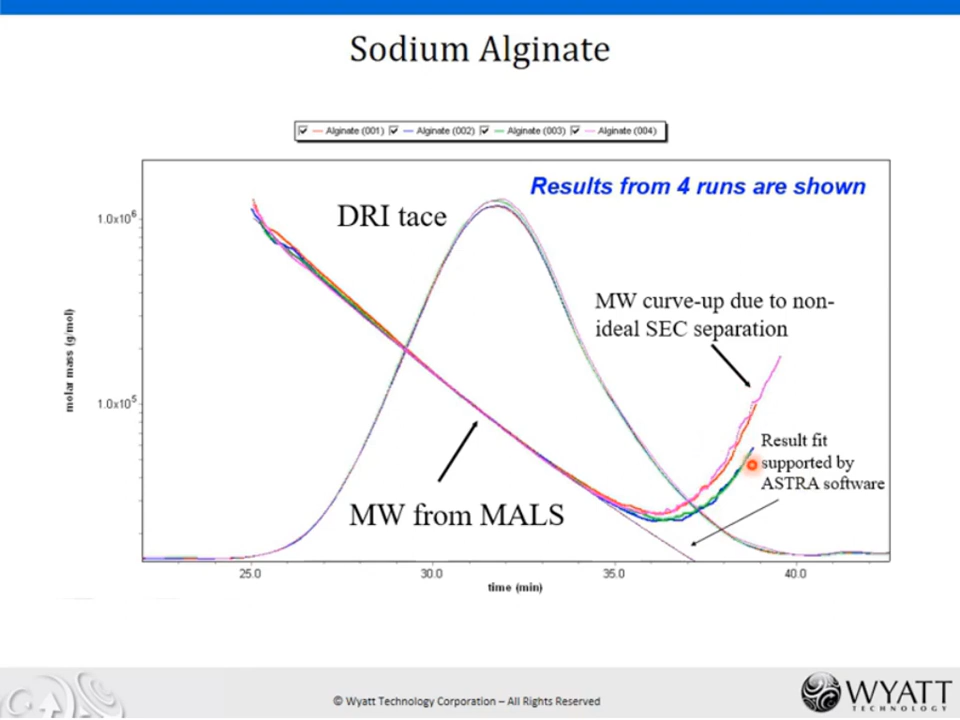 Sodium Alginate
Alginate (001) Alginate (002) Alginate (003) Alginate (004)
Results from 4 runs are shown
DRI tace
1.0x10⁶
MW curve-up due to non-
ideal SEC separation
molar mass (g/mol)
1.0x10⁵
Result fit
supported by
ASTRA software
MW from MALS
25.0 30.0 35.0 40.0
time (min)
© Wyatt Technology Corporation – All Rights Reserved
WYATT
TECHNOLOGY